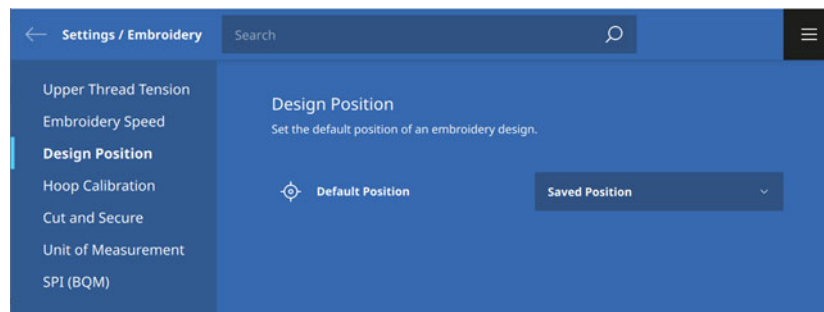 Settings / Embroidery
Search
Upper Thread Tension
Embroidery Speed
Design Position
Hoop Calibration
Cut and Secure
Unit of Measurement
SPI (BQM)
Design Position
Set the default position of an embroidery design.
Default Position
Saved Position